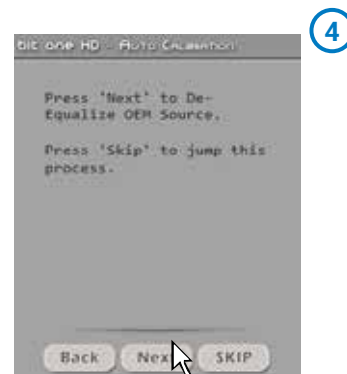 4
bit one HD - Auto Calibration
Press 'Next' to De-
Equalize OEM Source.
Press 'Skip' to jump this
process.
Back Next SKIP